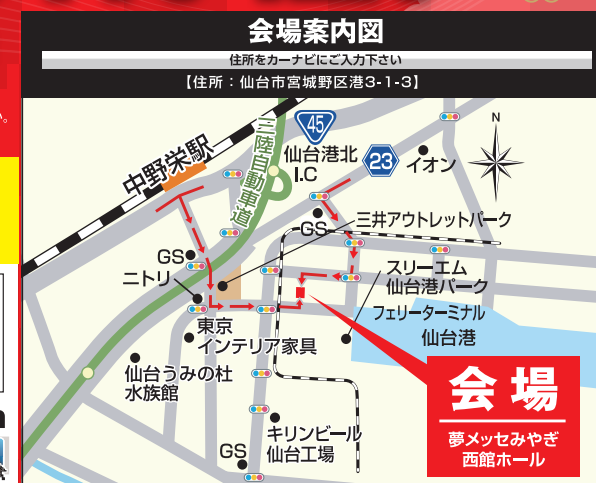 会場案内図
住所をカーナビにご入力下さい
【住所：仙台市宮城野区港3-1-3】
い。
N
45
中野栄駅
三陸自動車道
仙台港北
I.C
23
イオン
GS
三井アウトレットパーク
GS
ニトリ
スリーエム
仙台港パーク
フェリーターミナル
仙台港
東京
インテリア家具
仙台うみの杜
水族館
キリンビール
仙台工場
GS
会場
夢メッセみやぎ
西館ホール